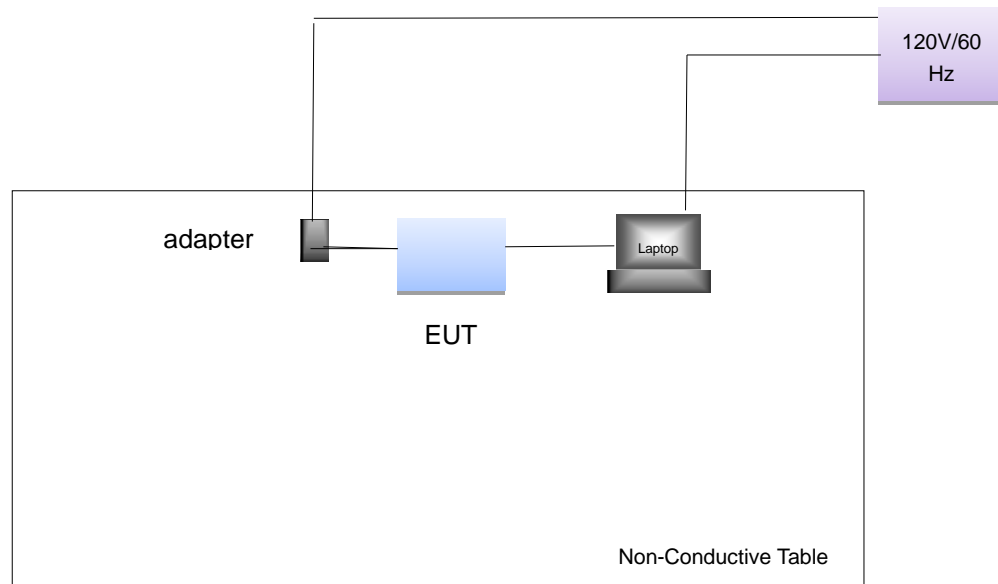 120V/60
Hz
adapter
Laptop
EUT
Non-Conductive Table